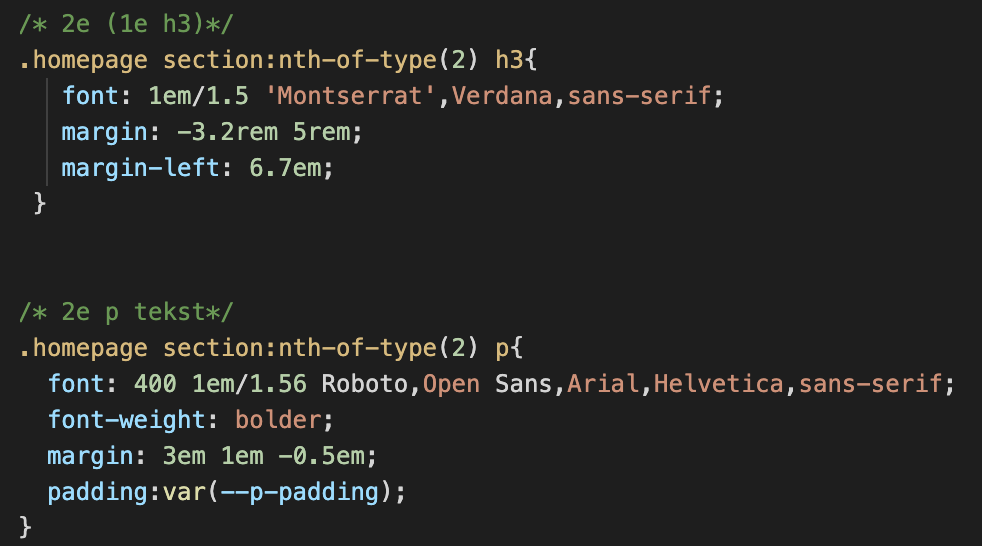 /* 2e (1e h3)*/
.homepage section:nth-of-type(2) h3{
font: 1em/1.5 'Montserrat',Verdana,sans-serif;
margin: -3.2rem 5rem;
margin-left: 6.7em;
}
/* 2e p tekst*/
.homepage section:nth-of-type(2) p{
font: 400 1em/1.56 Roboto,Open Sans,Arial,Helvetica,sans-serif;
font-weight: bolder;
margin: 3em 1em -0.5em;
padding:var(--p-padding);
}